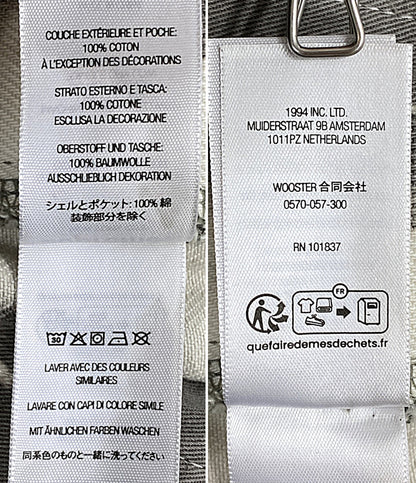 COUCHE EXTÉRIEURE ET POCHE:
100% COTON
À L'EXCEPTION DES DÉCORATIONS
STRATO ESTERNO E TASCA:
100% COTONE
ESCLUSA LA DECORAZIONE
OBERSTOFF UND TASCHE:
100% BAUMWOLLE
AUSSCHLIEBLICH DEKORATION
シェルとポケット: 100% 綿
装飾部分を除く
30
LAVER AVEC DES COULEURS
SIMILAIRES
LAVARE CON CAPI DI COLORE SIMILE
MIT ÄHNLICHEN FARBEN WASCHEN
同系色のものと一緒に洗ってください
1994 INC. LTD.
MUIDERSTRAAT 9B AMSTERDAM
1011PZ NETHERLANDS
WOOSTER 合同会社
0570-057-300
RN 101837
FR
quefairedemesdechets.fr